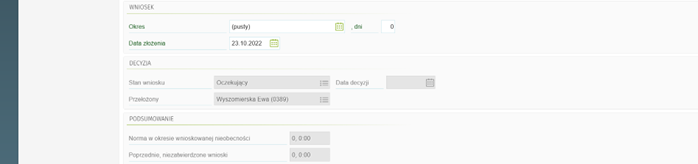 WNIOSEK
Okres (pusty) , dni 0
Data złożenia 23.10.2022
DECYZJA
Stan wniosku Oczekujący Data decyzji
Przełożony Wyszomierska Ewa (0389)
PODSUMOWANIE
Norma w okresie wnioskowanej nieobecności 0, 0:00
Poprzednie, niezatwierdzone wnioski 0, 0:00